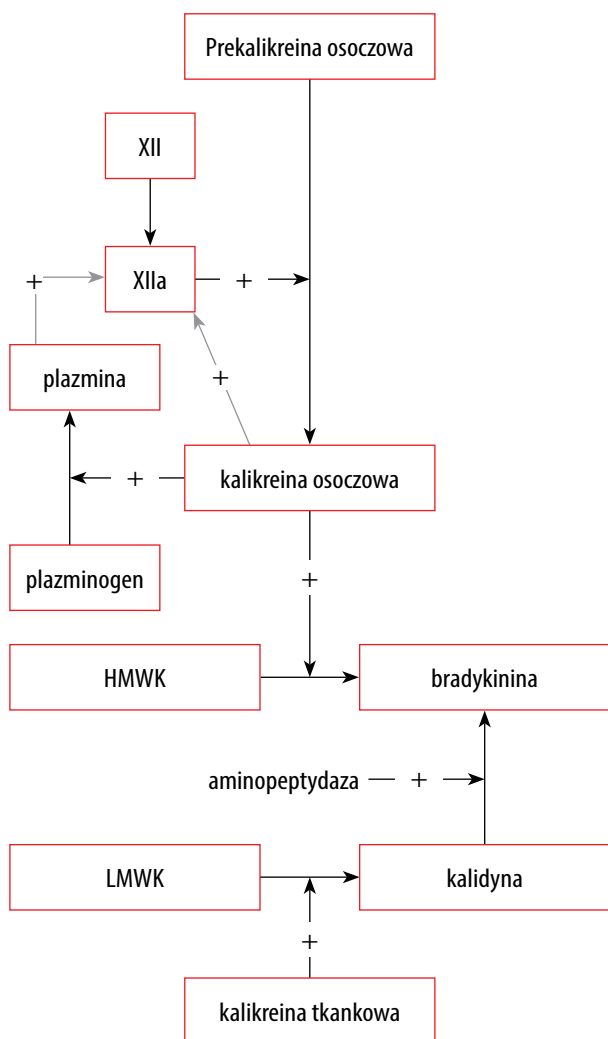 Prekalikreina osoczowa
XII
+
XIIa
+
+
plazmina
kalikreina osoczowa
+
plazminogen
+
HMWK
bradykinina
aminopeptydaza
+
LMWK
kalidyna
+
kalikreina tkankowa